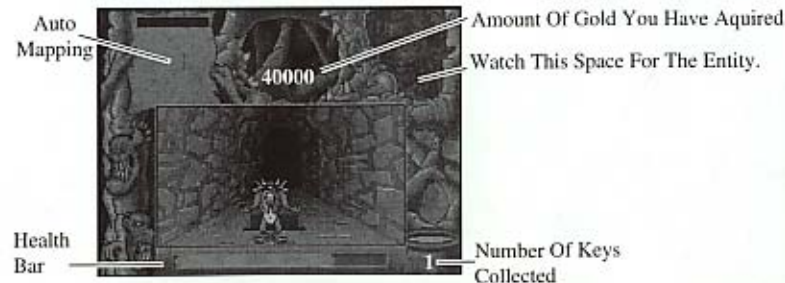 Auto
Mapping
Amount Of Gold You Have Aquired
40000
Watch This Space For The Entity.
Health
Bar
1
Number Of Keys
Collected